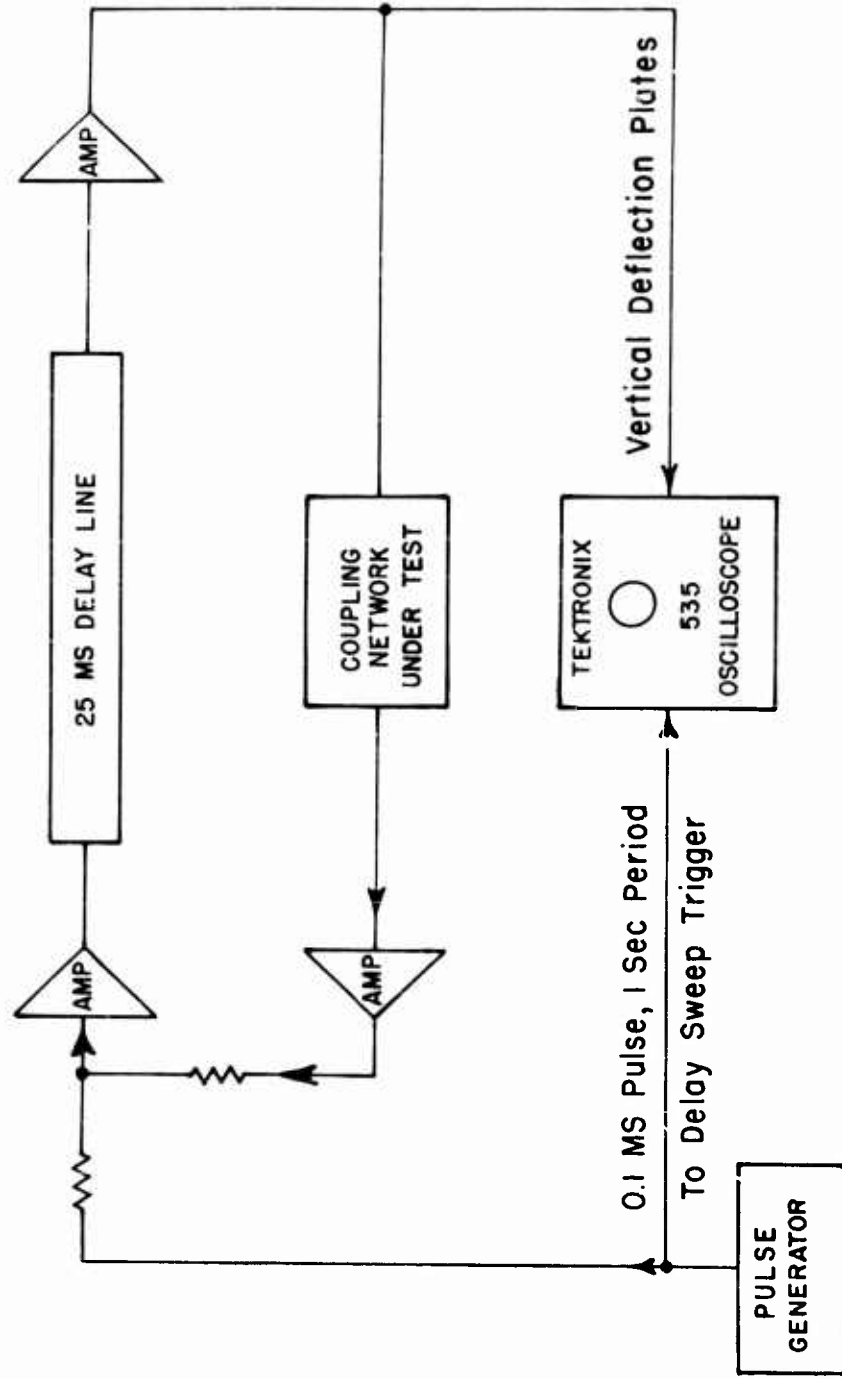 AMP
25 MS DELAY LINE
AMP
COUPLING
NETWORK
UNDER TEST
AMP
Vertical Deflection Plutes
TEKTRONIX
535
OSCILLOSCOPE
0.1 MS Pulse, 1 Sec Period
To Delay Sweep Trigger
PULSE
GENERATOR